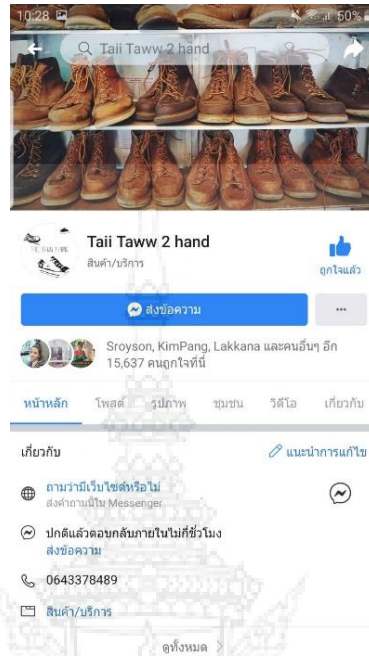 10:28
50%
Taii Taww 2 hand
Taii Taww 2 hand
สินค้า/บริการ
ถูกใจแล้ว
ส่งข้อความ
Sroyson, KimPang, Lakkana และคนอื่นๆ อีก
15,637 คนถูกใจที่นี่
หน้าหลัก โพสต์ รูปภาพ ชุมชน วิดีโอ เกี่ยวกับ
เกี่ยวกับ แนะนำการแก้ไข
ถามว่ามีเว็บไซต์หรือไม่
ส่งคำถามนี้ใน Messenger
ปกติแล้วตอบกลับภายในไม่กี่ชั่วโมง
ส่งข้อความ
0643378489
สินค้า/บริการ
ดูทั้งหมด